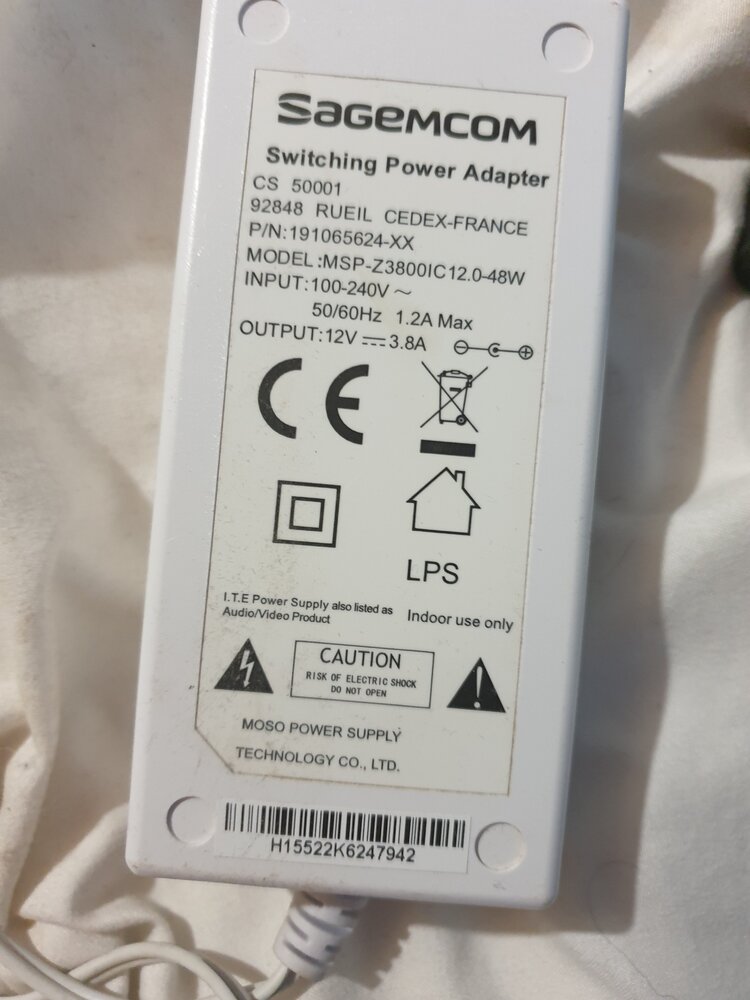 SAGEMCOM
Switching Power Adapter
CS 50001
92848 RUEIL CEDEX-FRANCE
P/N:191065624-XX
MODEL:MSP-Z3800IC12.0-48W
INPUT:100-240V ~
50/60Hz 1.2A Max
OUTPUT:12V ⎓ 3.8A
CE
LPS
I.T.E Power Supply also listed as
Audio/Video Product
Indoor use only
CAUTION
RISK OF ELECTRIC SHOCK
DO NOT OPEN
MOSO POWER SUPPLY
TECHNOLOGY CO., LTD.
H15522K6247942